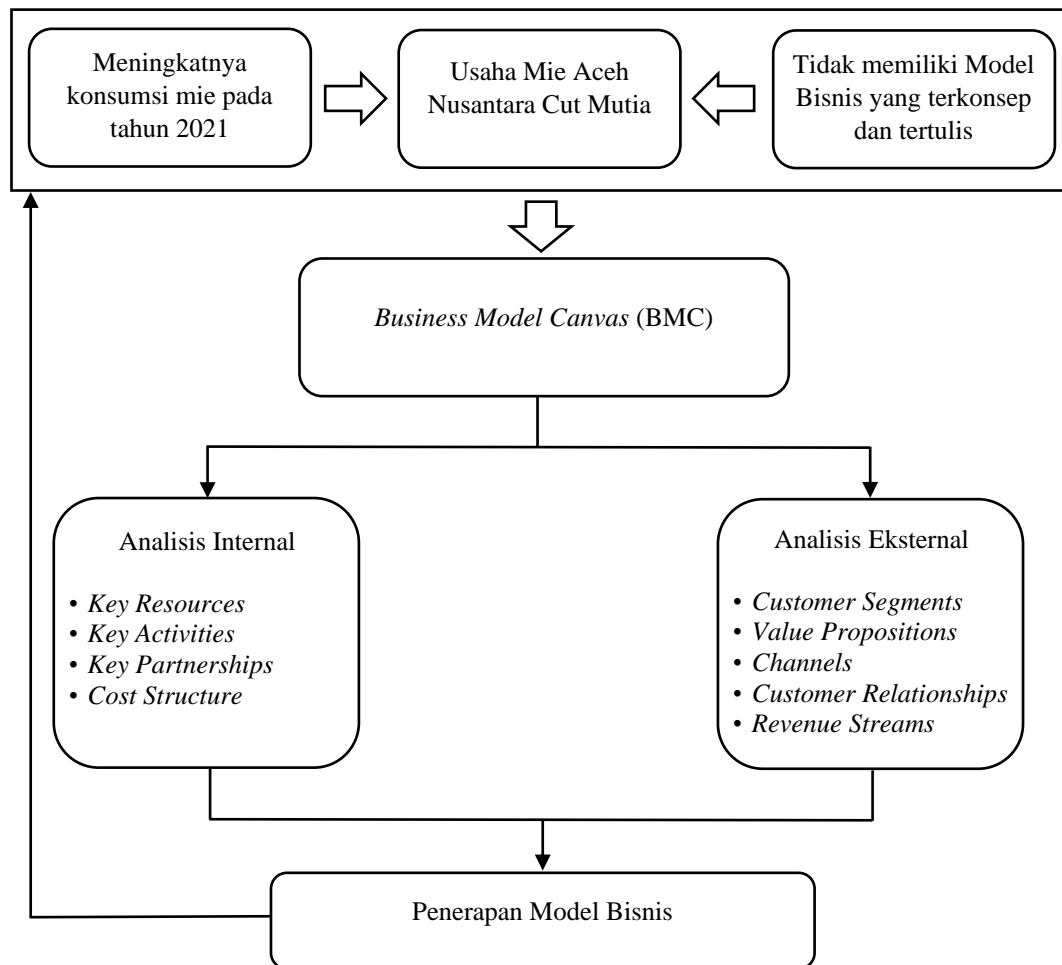 Meningkatnya
konsumsi mie pada
tahun 2021
Usaha Mie Aceh
Nusantara Cut Mutia
Tidak memiliki Model
Bisnis yang terkonsep
dan tertulis
Business Model Canvas (BMC)
Analisis Internal
• Key Resources
• Key Activities
• Key Partnerships
• Cost Structure
Analisis Eksternal
• Customer Segments
• Value Propositions
• Channels
• Customer Relationships
• Revenue Streams
Penerapan Model Bisnis